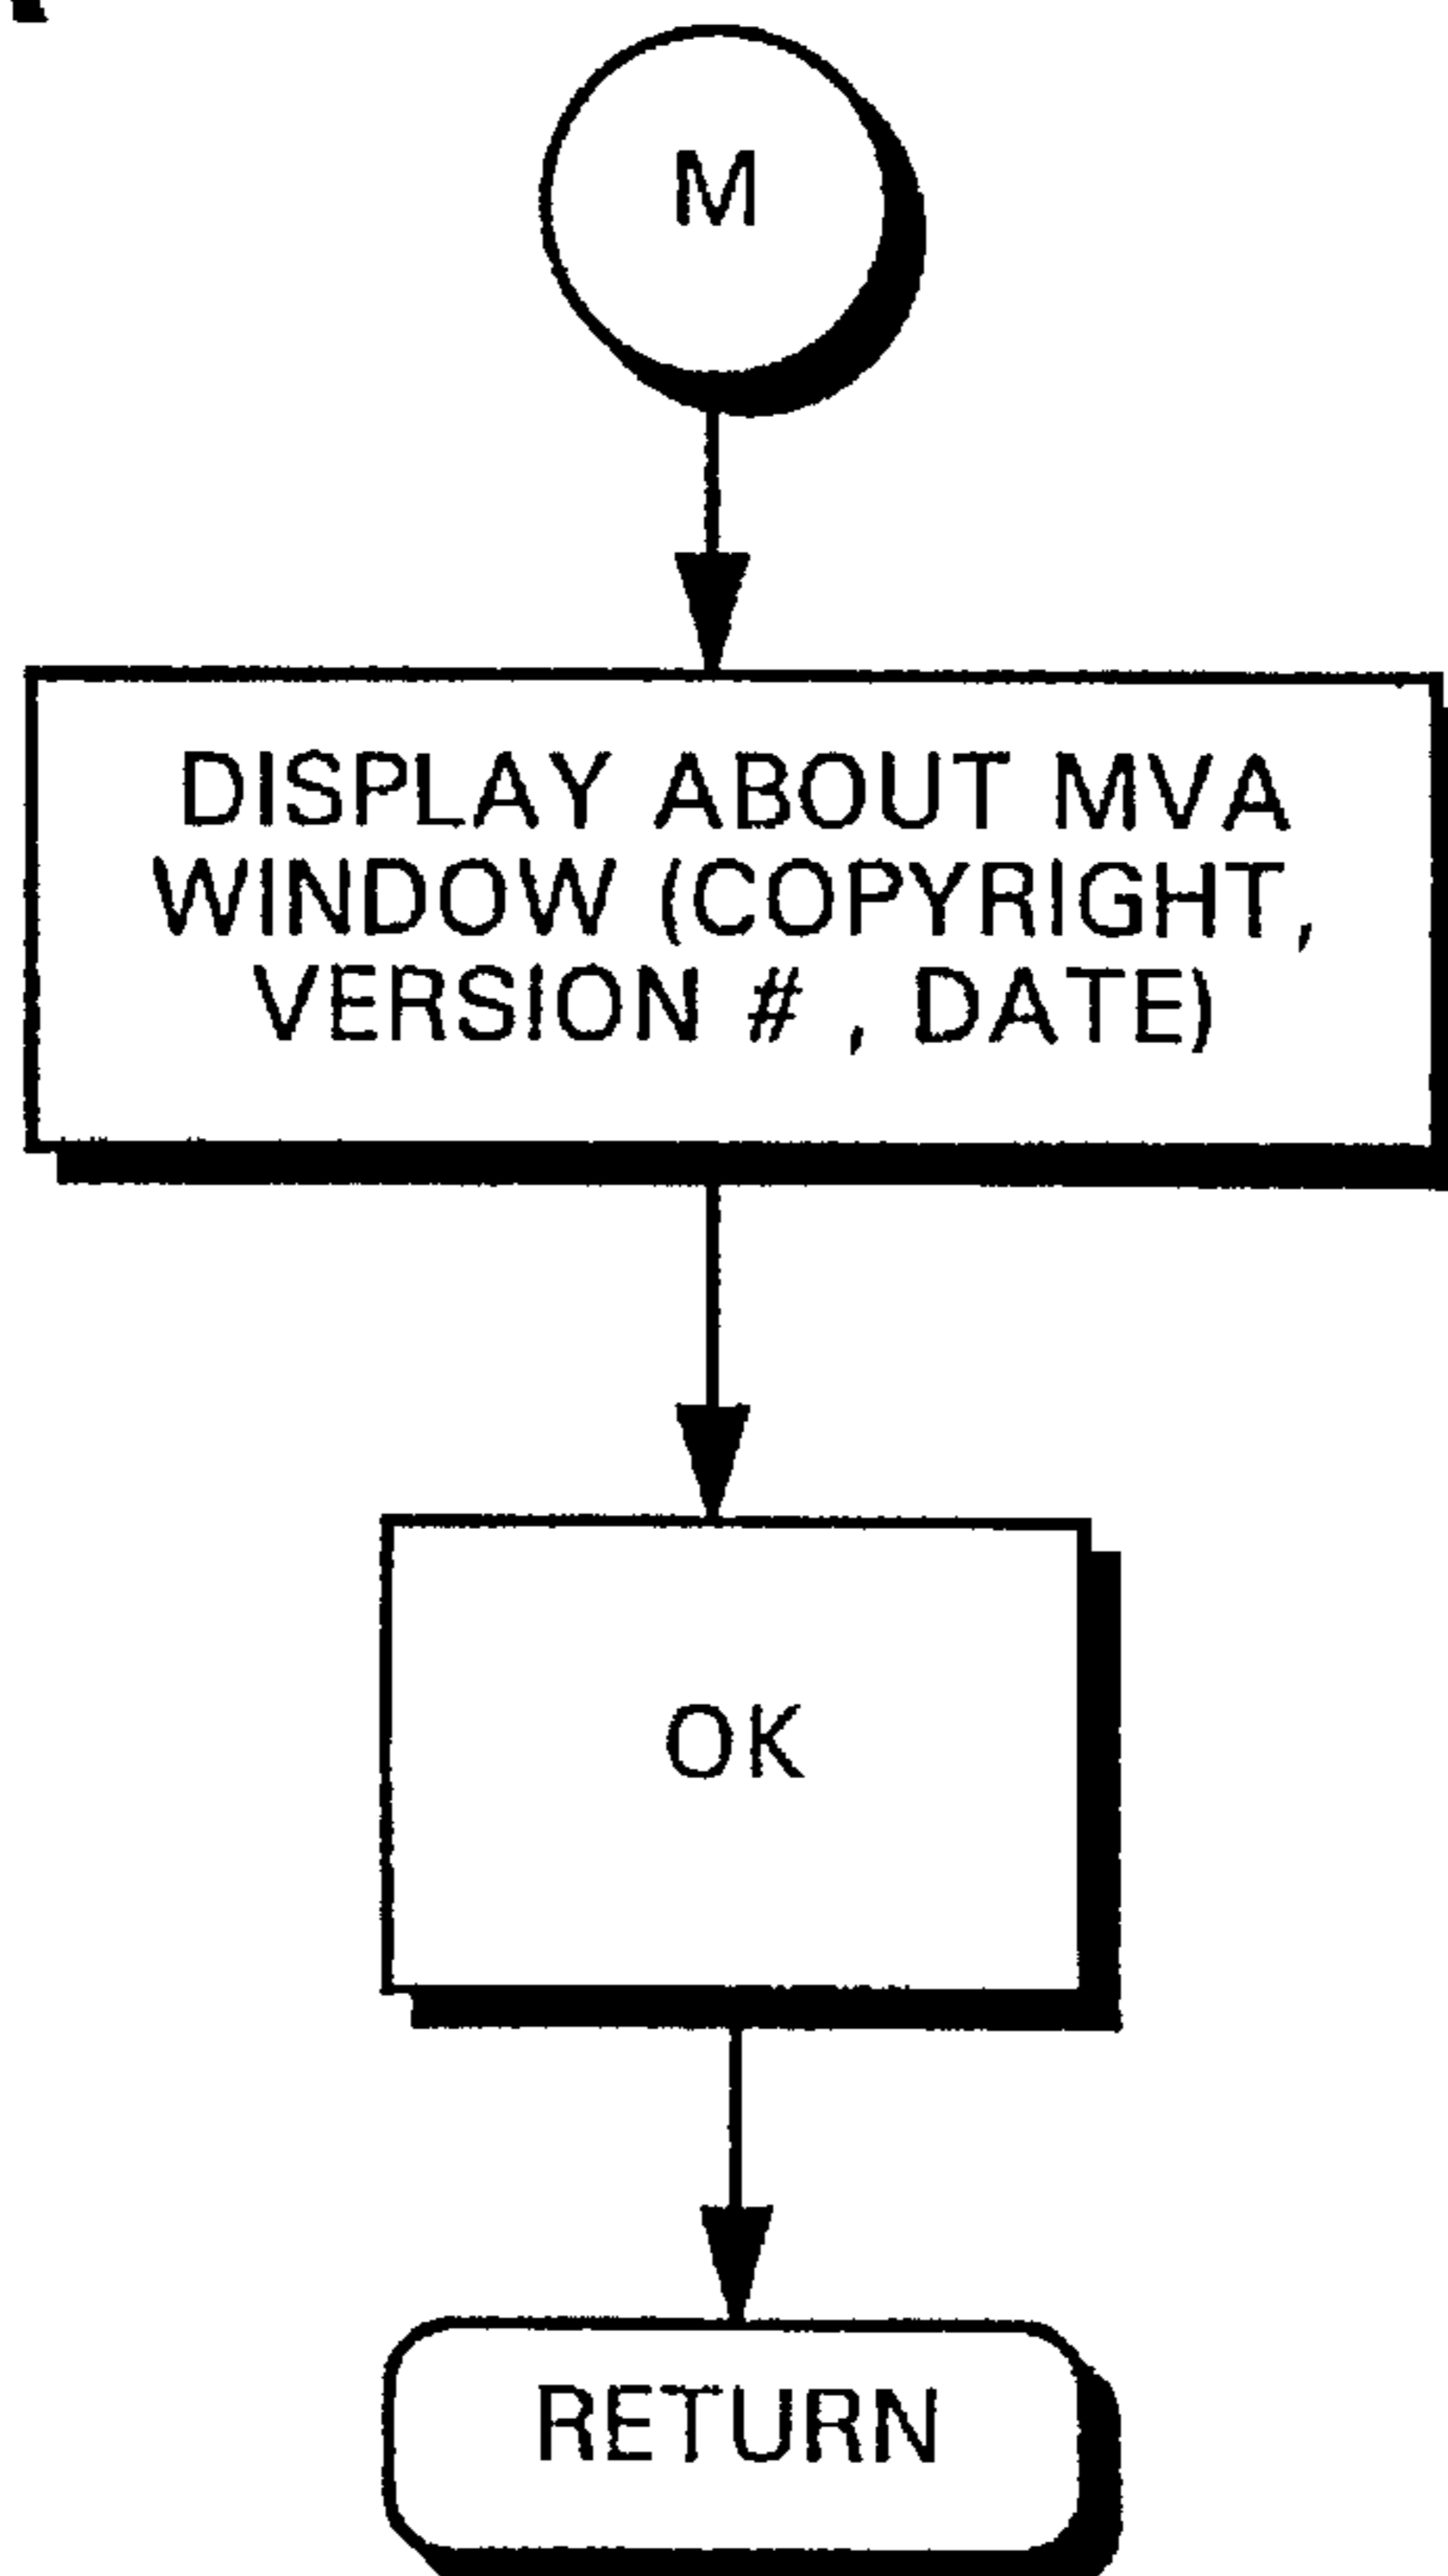 M
DISPLAY ABOUT MVA
WINDOW (COPYRIGHT,
VERSION # , DATE)
OK
RETURN